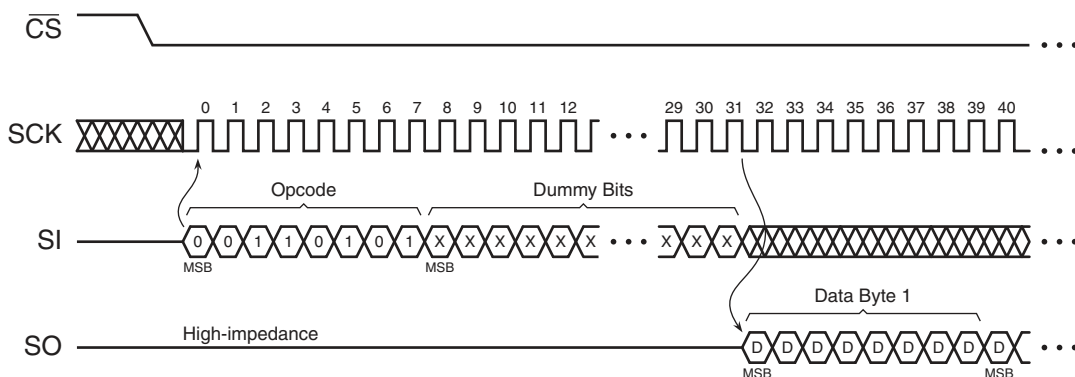 CS
0 1 2 3 4 5 6 7 8 9 10 11 12 29 30 31 32 33 34 35 36 37 38 39 40
SCK
Opcode Dummy Bits
SI 0 0 1 1 0 1 0 1 X X X X X X X X X
MSB MSB
Data Byte 1
High-impedance
SO D D D D D D D D D
MSB MSB